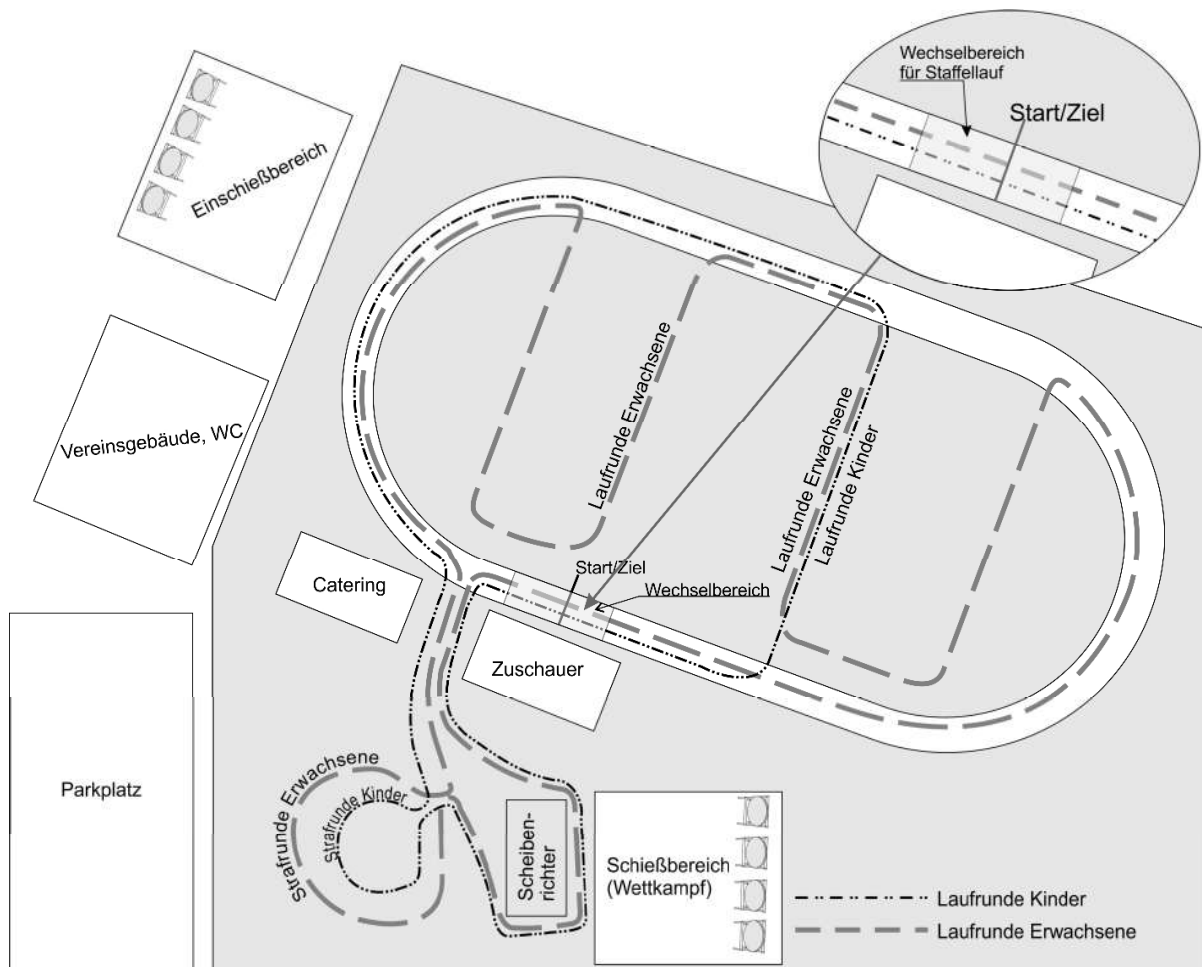 Wechselbereich
für Staffellauf
Start/Ziel
Einschießbereich
Laufrunde Erwachsene
Laufrunde Erwachsene
Laufrunde Kinder
Vereinsgebäude, WC
Start/Ziel
Wechselbereich
Catering
Zuschauer
Parkplatz
Strafrunde Erwachsene
Strafrunde Kinder
Scheiben-
richter
Schießbereich
(Wettkampf)
Laufrunde Kinder
Laufrunde Erwachsene